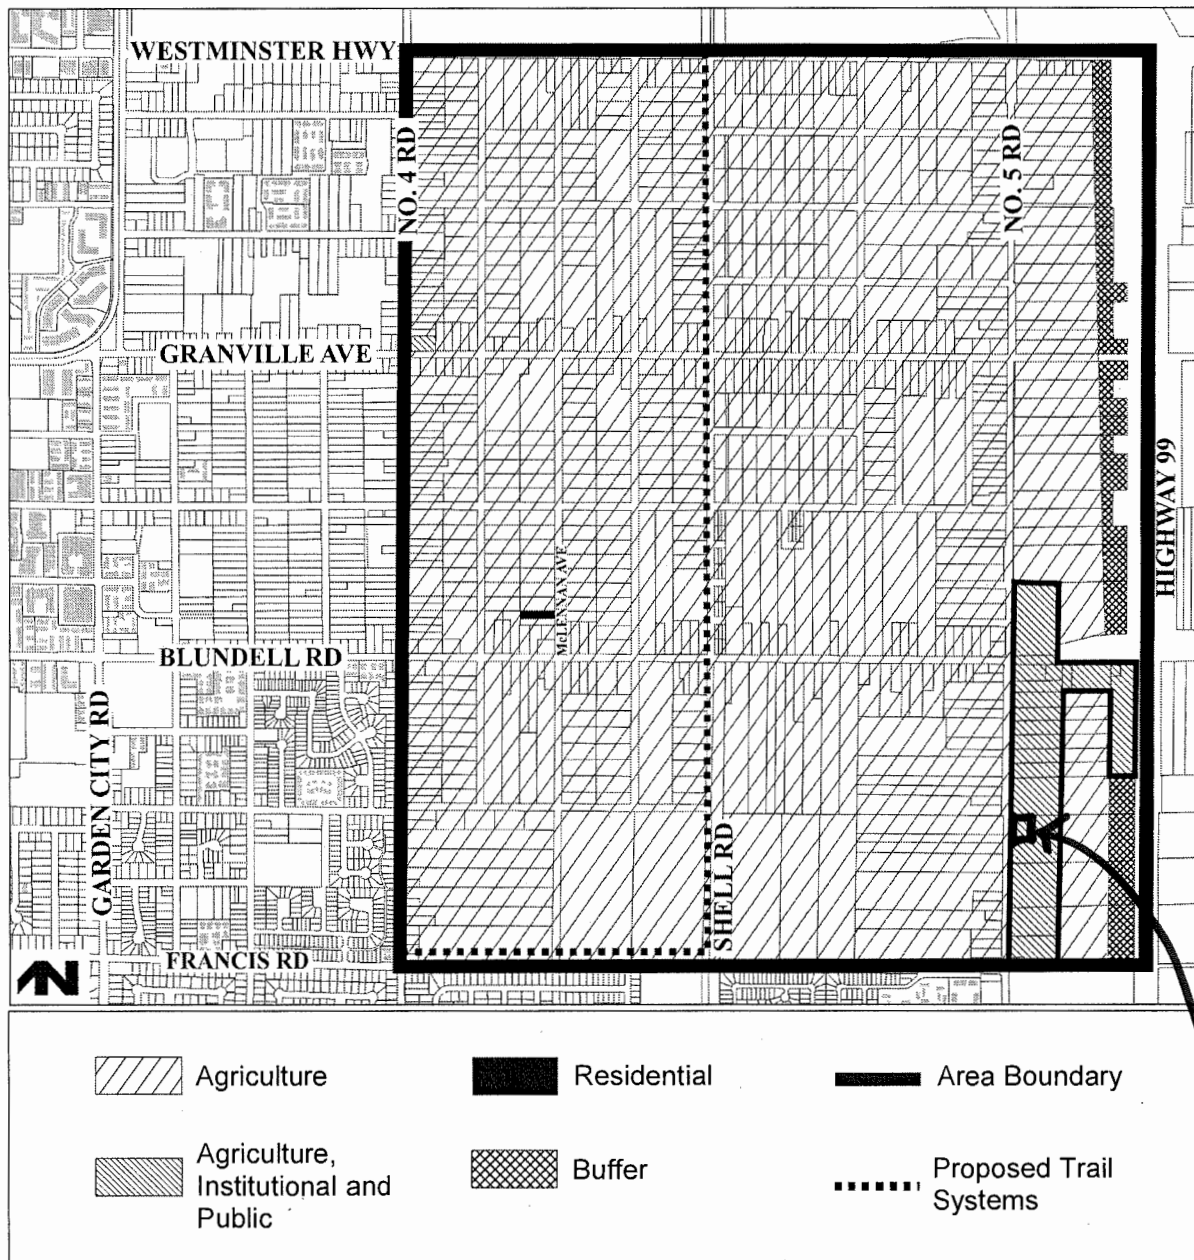 WESTMINSTER HWY
NO. 4 RD
NO. 5 RD
GRANVILLE AVE
HIGHWAY 99
McLENNAN AVE
BLUNDELL RD
GARDEN CITY RD
SHELL RD
FRANCIS RD
N
Agriculture
Residential
Area Boundary
Agriculture,
Institutional and
Public
Buffer
Proposed Trail
Systems